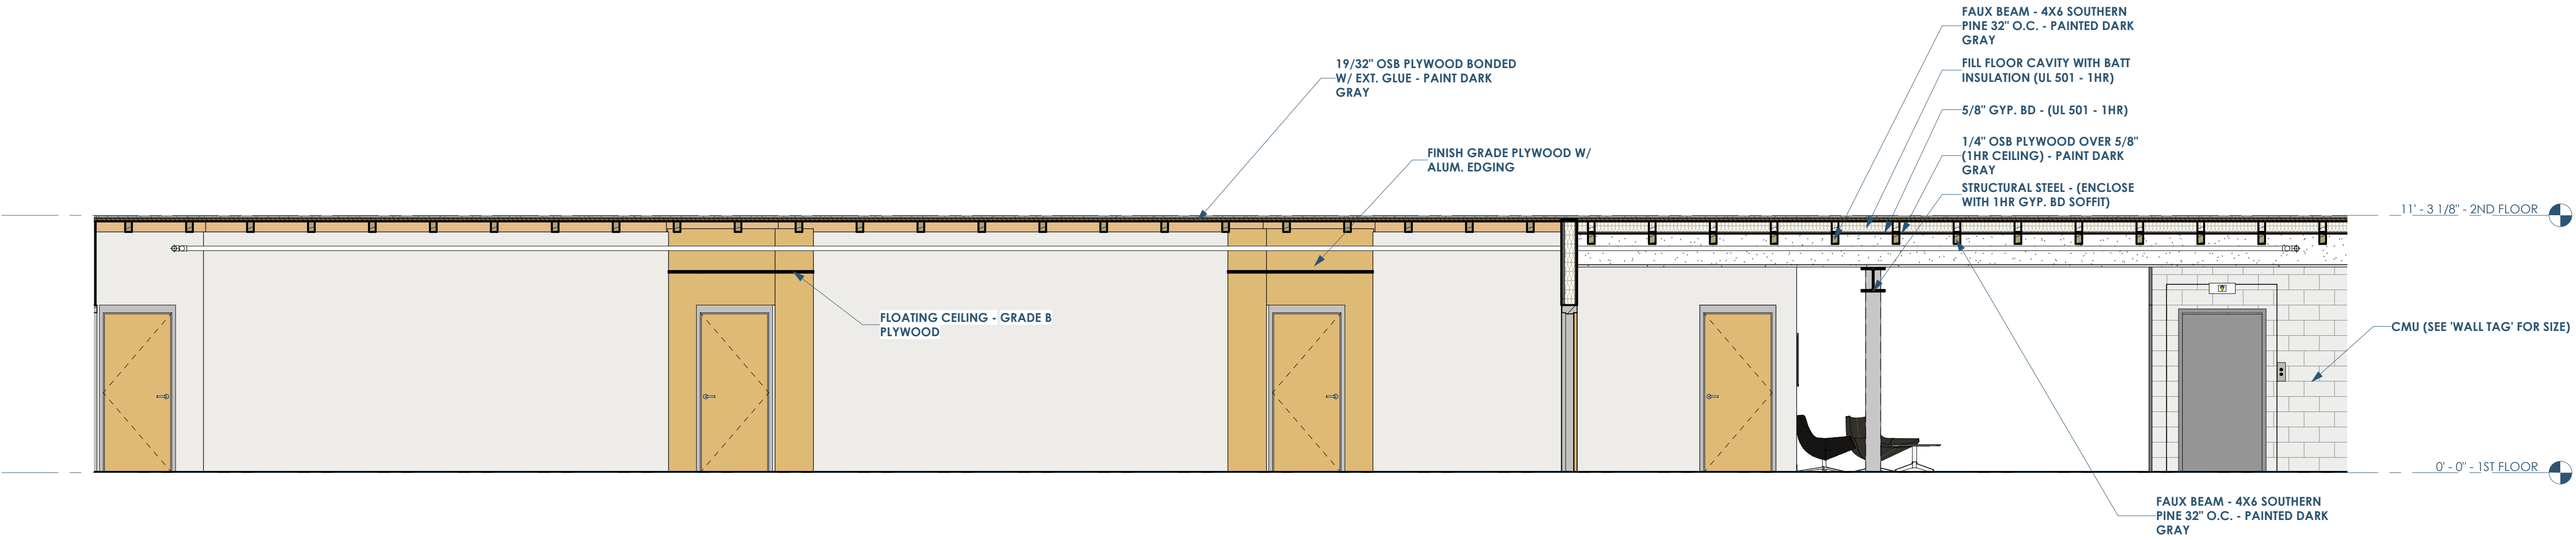 FAUX BEAM - 4X6 SOUTHERN
PINE 32" O.C. - PAINTED DARK
GRAY
19/32" OSB PLYWOOD BONDED
W/ EXT. GLUE - PAINT DARK
GRAY
FILL FLOOR CAVITY WITH BATT
INSULATION (UL 501 - 1HR)
5/8" GYP. BD - (UL 501 - 1HR)
FINISH GRADE PLYWOOD W/
ALUM. EDGING
1/4" OSB PLYWOOD OVER 5/8"
(1HR CEILING) - PAINT DARK
GRAY
STRUCTURAL STEEL - (ENCLOSE
WITH 1HR GYP. BD SOFFIT)
11' - 3 1/8" - 2ND FLOOR
FLOATING CEILING - GRADE B
PLYWOOD
CMU (SEE 'WALL TAG' FOR SIZE)
0' - 0" - 1ST FLOOR
FAUX BEAM - 4X6 SOUTHERN
PINE 32" O.C. - PAINTED DARK
GRAY